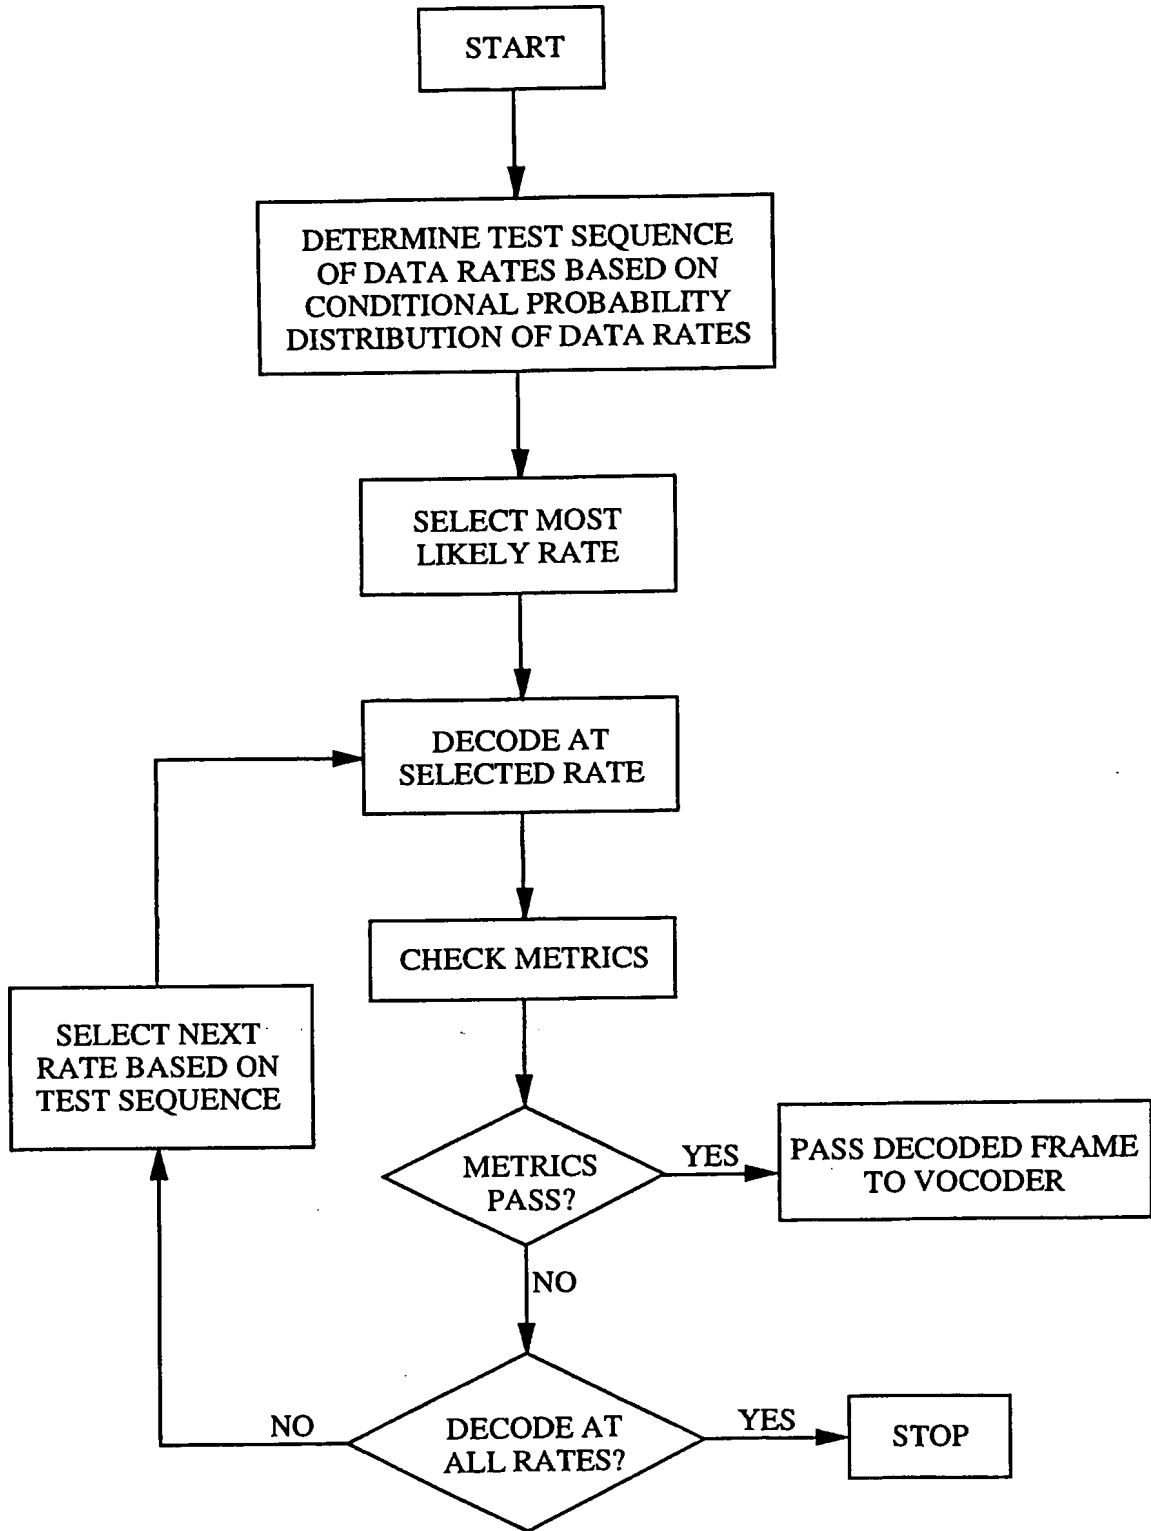 START
DETERMINE TEST SEQUENCE
OF DATA RATES BASED ON
CONDITIONAL PROBABILITY
DISTRIBUTION OF DATA RATES
SELECT MOST
LIKELY RATE
DECODE AT
SELECTED RATE
CHECK METRICS
SELECT NEXT
RATE BASED ON
TEST SEQUENCE
METRICS
PASS?
YES
PASS DECODED FRAME
TO VOCODER
NO
DECODE AT
ALL RATES?
NO
YES
STOP